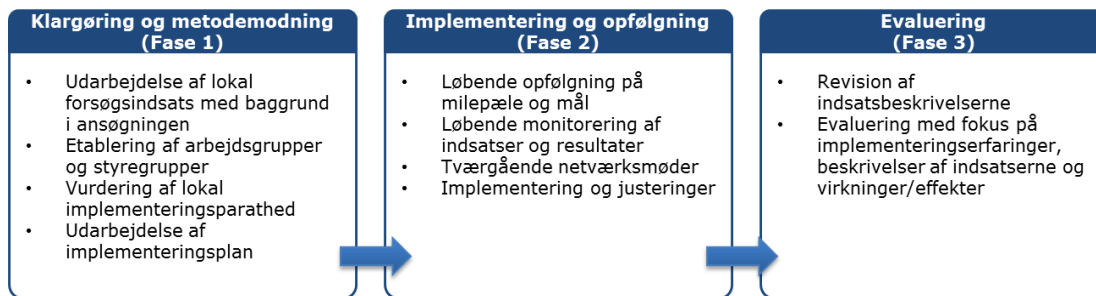 Klargøring og metodemodning
(Fase 1)
• Udarbejdelse af lokal
forsøgsindsats med baggrund
i ansøgningen
• Etablering af arbejdsgrupper
og styregrupper
• Vurdering af lokal
implementeringsparathed
• Udarbejdelse af
implementeringsplan
Implementering og opfølgning
(Fase 2)
• Løbende opfølgning på
milepæle og mål
• Løbende monitorering af
indsatser og resultater
• Tværgående netværksmøder
• Implementering og justeringer
Evaluering
(Fase 3)
• Revision af
indsatsbeskrivelserne
• Evaluering med fokus på
implementeringserfaringer,
beskrivelser af indsatserne og
virkninger/effekter